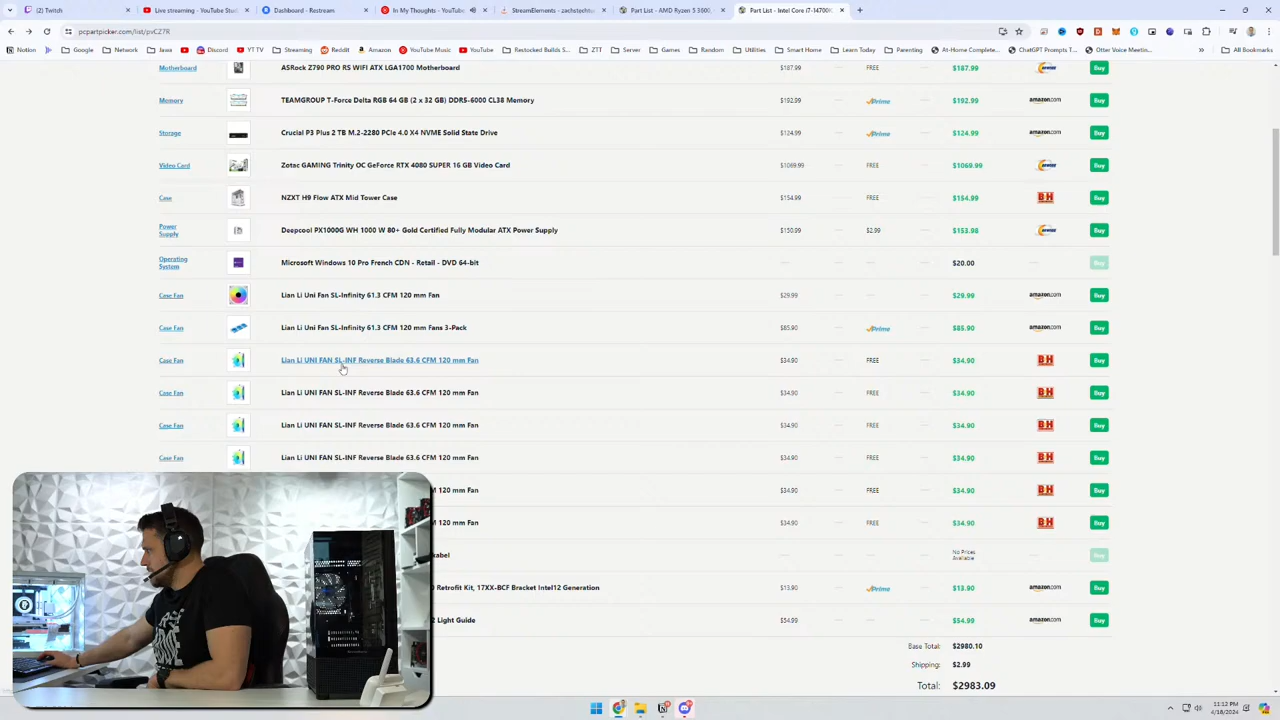 (2) Twitch
Live streaming - YouTube Stu
Dashboard - Restream
In My Thoughts - YouTube
StreamElements - zachstechtu
Part List - AMD Ryzen 5 3600,
Part List - Intel Core i7-14700K
pcpartpicker.com/list/pvCZ7R
Notion
Google
Network
Java
Discord
YT TV
Streaming
Reddit
Amazon
YouTube Music
YouTube
Restocked Builds S...
ZTT
Server
Games
Random
Utilities
Smart Home
Learn Today
Parenting
At-Home Complete...
ChatGPT Prompts T...
Otter Voice Meetin...
All Bookmarks
Motherboard ASRock Z790 PRO RS WIFI ATX LGA1700 Motherboard $187.99 FREE $187.99 Buy
Memory TEAMGROUP T-Force Delta RGB 64 GB (2 x 32 GB) DDR5-6000 CL38 Memory $192.99 Prime $192.99 amazon.com Buy
Storage Crucial P3 Plus 2 TB M.2-2280 PCIe 4.0 X4 NVME Solid State Drive $124.99 Prime $124.99 amazon.com Buy
Video Card Zotac GAMING Trinity OC GeForce RTX 4080 SUPER 16 GB Video Card $1069.99 FREE $1069.99 Buy
Case NZXT H9 Flow ATX Mid Tower Case $154.99 FREE $154.99 B&H Buy
Power Supply Deepcool PX1000G WH 1000 W 80+ Gold Certified Fully Modular ATX Power Supply $150.99 $2.99 $153.98 Buy
Operating System Microsoft Windows 10 Pro French CDN - Retail - DVD 64-bit $20.00 Buy
Case Fan Lian Li Uni Fan SL-Infinity 61.3 CFM 120 mm Fan $29.99 $29.99 amazon.com Buy
Case Fan Lian Li Uni Fan SL-Infinity 61.3 CFM 120 mm Fans 3-Pack $85.90 Prime $85.90 amazon.com Buy
Case Fan Lian Li UNI FAN SL-INF Reverse Blade 63.6 CFM 120 mm Fan $34.90 FREE $34.90 B&H Buy
Case Fan Lian Li UNI FAN SL-INF Reverse Blade 63.6 CFM 120 mm Fan $34.90 FREE $34.90 B&H Buy
Case Fan Lian Li UNI FAN SL-INF Reverse Blade 63.6 CFM 120 mm Fan $34.90 FREE $34.90 B&H Buy
Case Fan Lian Li UNI FAN SL-INF Reverse Blade 63.6 CFM 120 mm Fan $34.90 FREE $34.90 B&H Buy
120 mm Fan $34.90 FREE $34.90 B&H Buy
120 mm Fan $34.90 FREE $34.90 B&H Buy
kabel No Prices Available Buy
Retrofit Kit, 17XX-BCF Bracket Intel12 Generation $13.90 Prime $13.90 amazon.com Buy
2 Light Guide $54.99 $54.99 amazon.com Buy
Base Total: $2980.10
Shipping: $2.99
Total: $2983.09
11:12 PM
4/18/2024